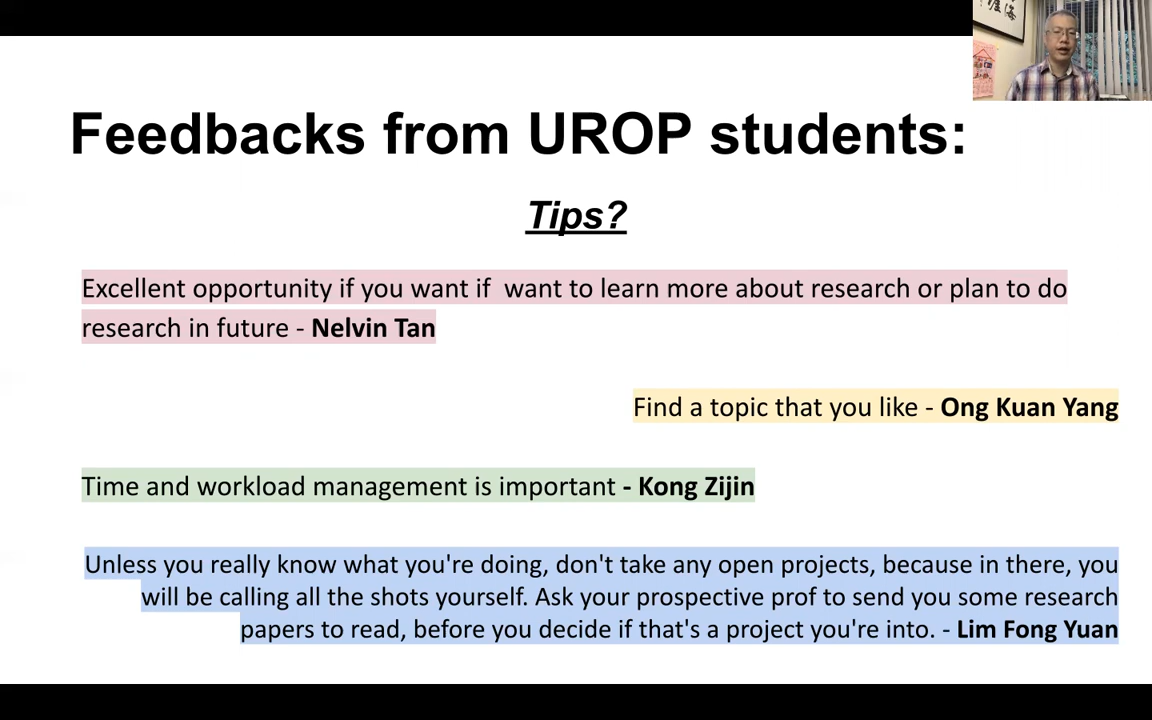 Feedbacks from UROP students:
Tips?
Excellent opportunity if you want if  want to learn more about research or plan to do
research in future - Nelvin Tan
Find a topic that you like - Ong Kuan Yang
Time and workload management is important - Kong Zijin
Unless you really know what you're doing, don't take any open projects, because in there, you
will be calling all the shots yourself. Ask your prospective prof to send you some research
papers to read, before you decide if that's a project you're into. - Lim Fong Yuan